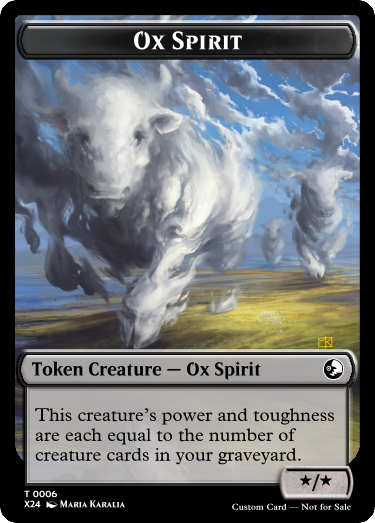 Ox Spirit
Token Creature — Ox Spirit
This creature's power and toughness
are each equal to the number of
creature cards in your graveyard.
★/★
T 0006
X24 Maria Karalia
Custom Card — Not for Sale